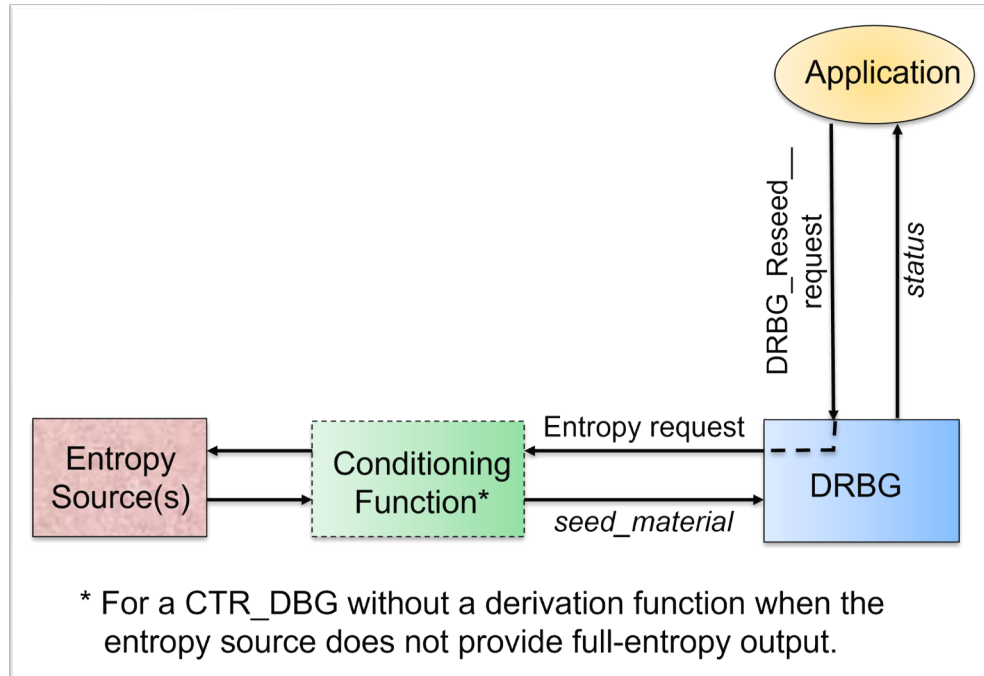 Application
DRBG_Reseed__
request
status
Entropy
Source(s)
Conditioning
Function*
Entropy request
seed_material
DRBG
* For a CTR_DBG without a derivation function when the
entropy source does not provide full-entropy output.